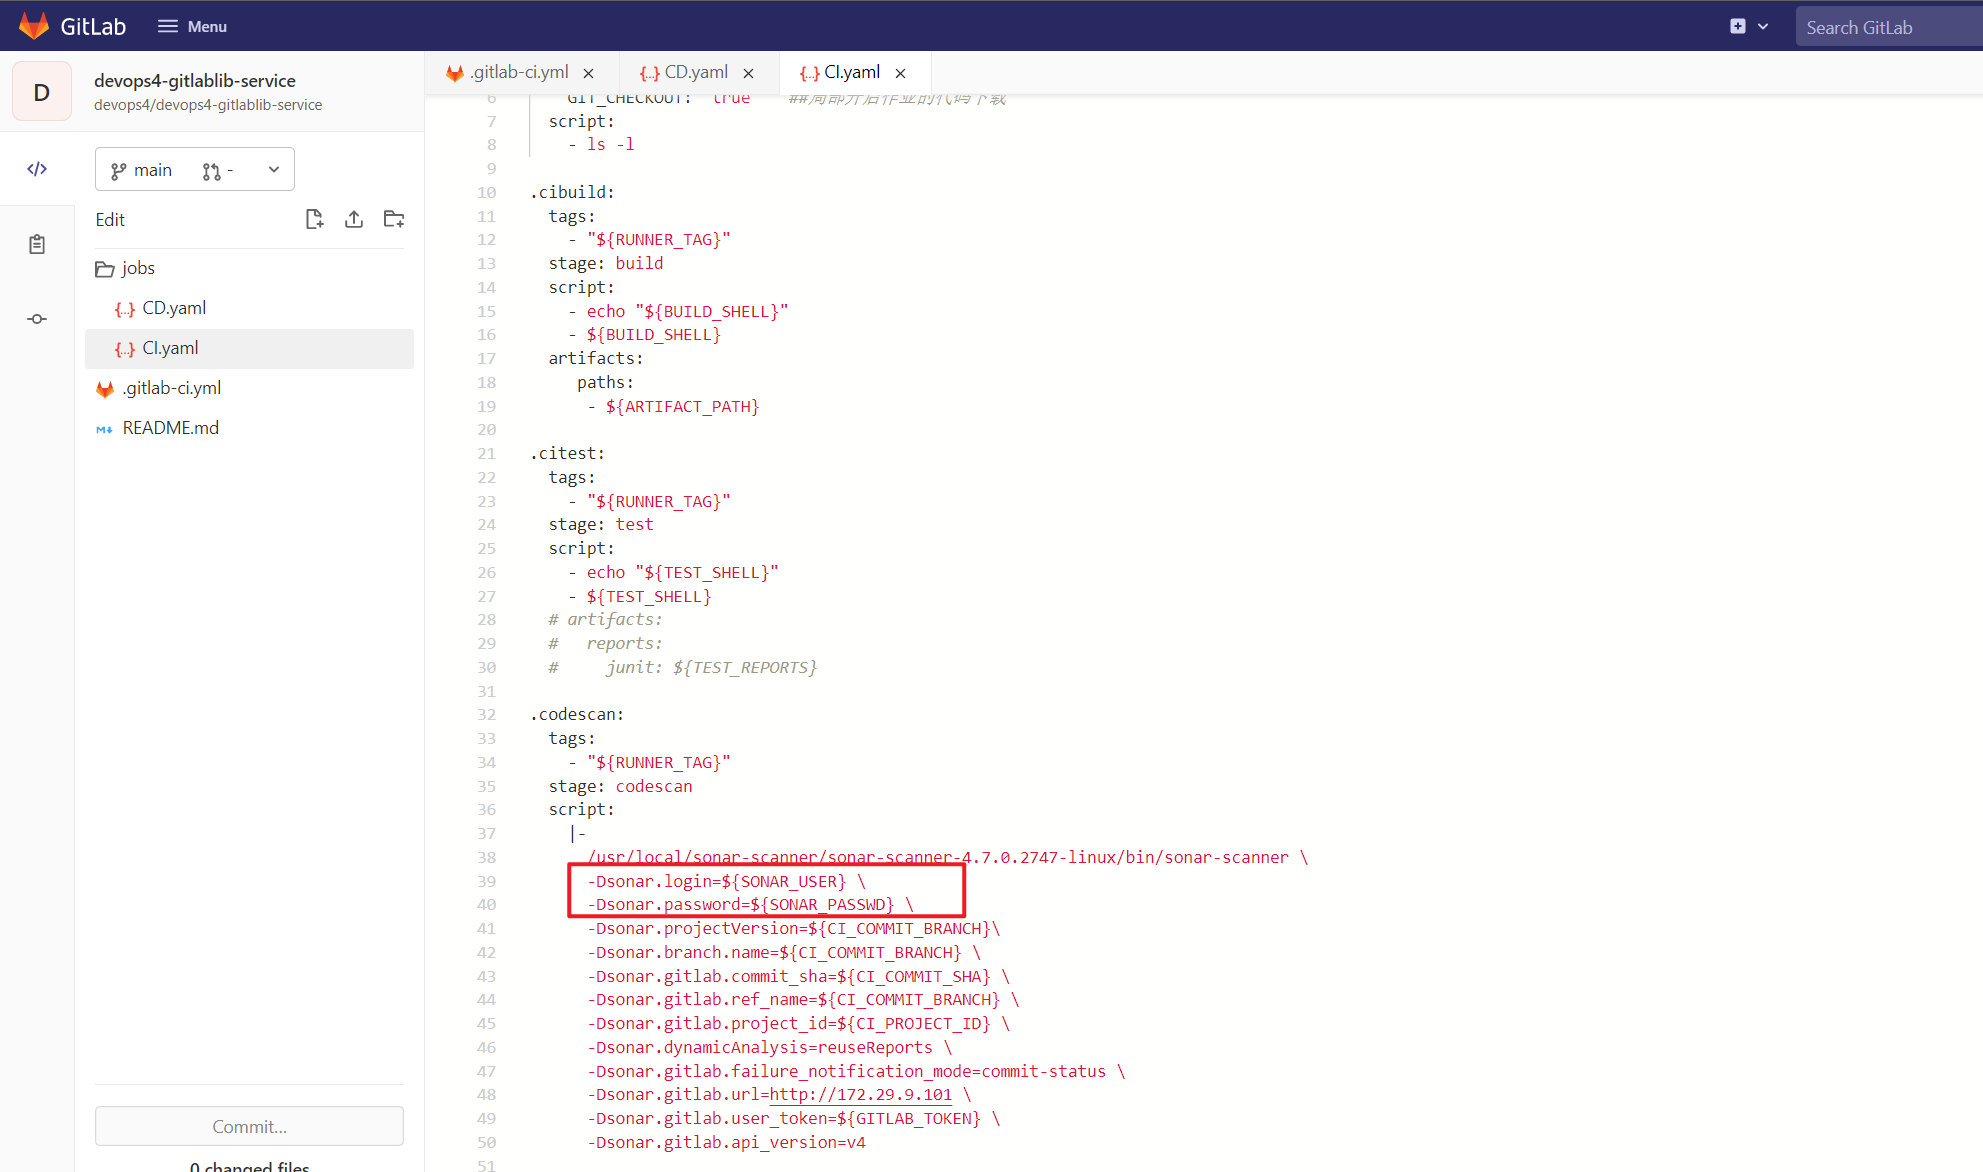 GitLab
Menu
Search GitLab
D
devops4-gitlablib-service
devops4/devops4-gitlablib-service
.gitlab-ci.yml
CD.yaml
CI.yaml
main
-
Edit
jobs
CD.yaml
CI.yaml
.gitlab-ci.yml
README.md
Commit...
0 changed files
6 GIT_CHECKOUT: "true" ##局部开启作业的代码下载
7 script:
8 - ls -l
9
10 .cibuild:
11 tags:
12 - "${RUNNER_TAG}"
13 stage: build
14 script:
15 - echo "${BUILD_SHELL}"
16 - ${BUILD_SHELL}
17 artifacts:
18 paths:
19 - ${ARTIFACT_PATH}
20
21 .citest:
22 tags:
23 - "${RUNNER_TAG}"
24 stage: test
25 script:
26 - echo "${TEST_SHELL}"
27 - ${TEST_SHELL}
28 # artifacts:
29 # reports:
30 # junit: ${TEST_REPORTS}
31
32 .codescan:
33 tags:
34 - "${RUNNER_TAG}"
35 stage: codescan
36 script:
37 |-
38 /usr/local/sonar-scanner/sonar-scanner-4.7.0.2747-linux/bin/sonar-scanner \
39 -Dsonar.login=${SONAR_USER} \
40 -Dsonar.password=${SONAR_PASSWD} \
41 -Dsonar.projectVersion=${CI_COMMIT_BRANCH}\
42 -Dsonar.branch.name=${CI_COMMIT_BRANCH} \
43 -Dsonar.gitlab.commit_sha=${CI_COMMIT_SHA} \
44 -Dsonar.gitlab.ref_name=${CI_COMMIT_BRANCH} \
45 -Dsonar.gitlab.project_id=${CI_PROJECT_ID} \
46 -Dsonar.dynamicAnalysis=reuseReports \
47 -Dsonar.gitlab.failure_notification_mode=commit-status \
48 -Dsonar.gitlab.url=http://172.29.9.101 \
49 -Dsonar.gitlab.user_token=${GITLAB_TOKEN} \
50 -Dsonar.gitlab.api_version=v4
51